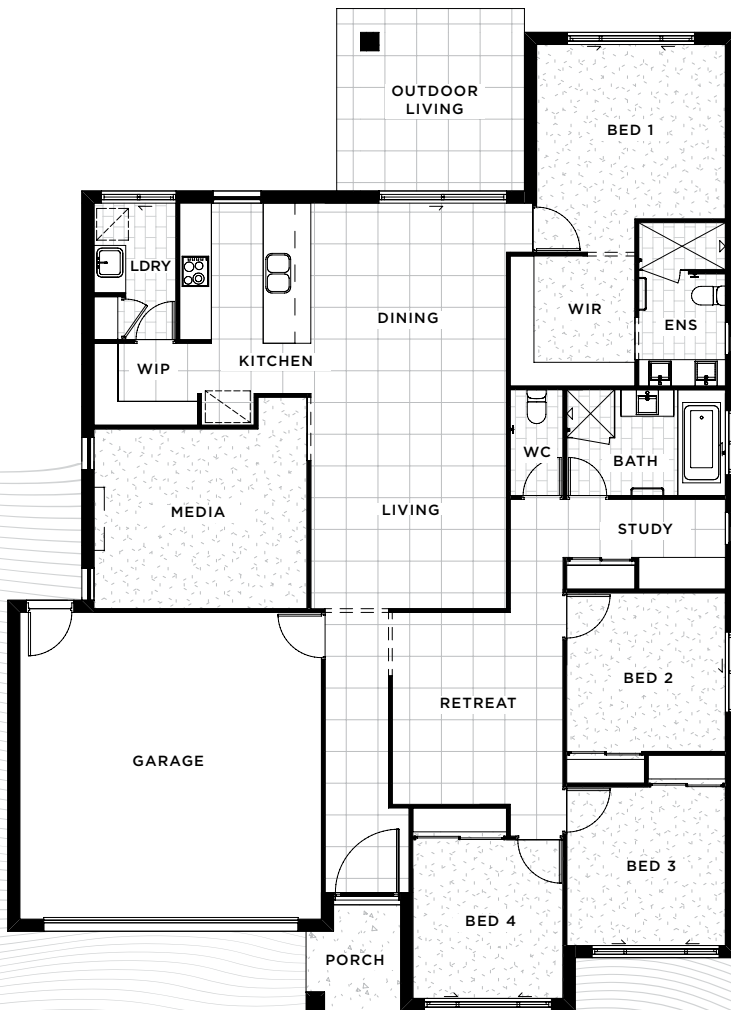 OUTDOOR
LIVING
BED 1
LDRY
WIR
DINING
ENS
KITCHEN
WIP
WC
BATH
MEDIA
LIVING
STUDY
BED 2
RETREAT
GARAGE
BED 3
BED 4
PORCH